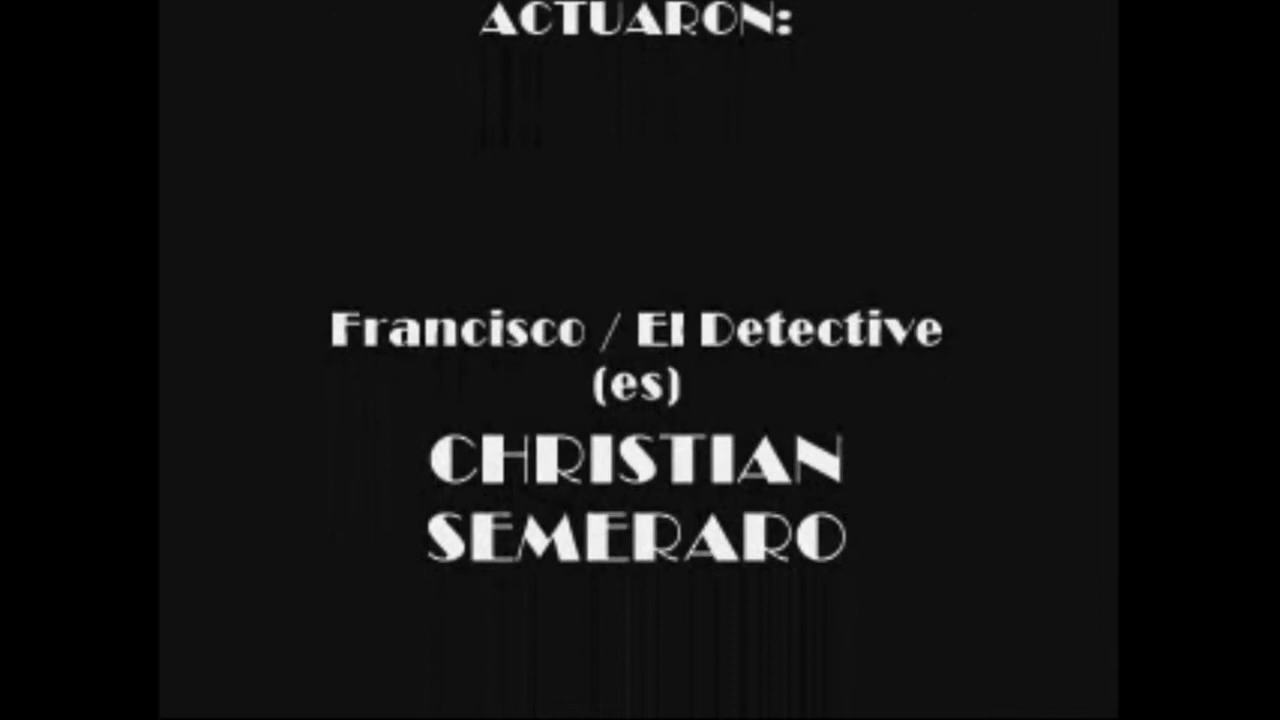 ACTUARON:
Francisco / El Detective
(es)
CHRISTIAN
SEMERARO